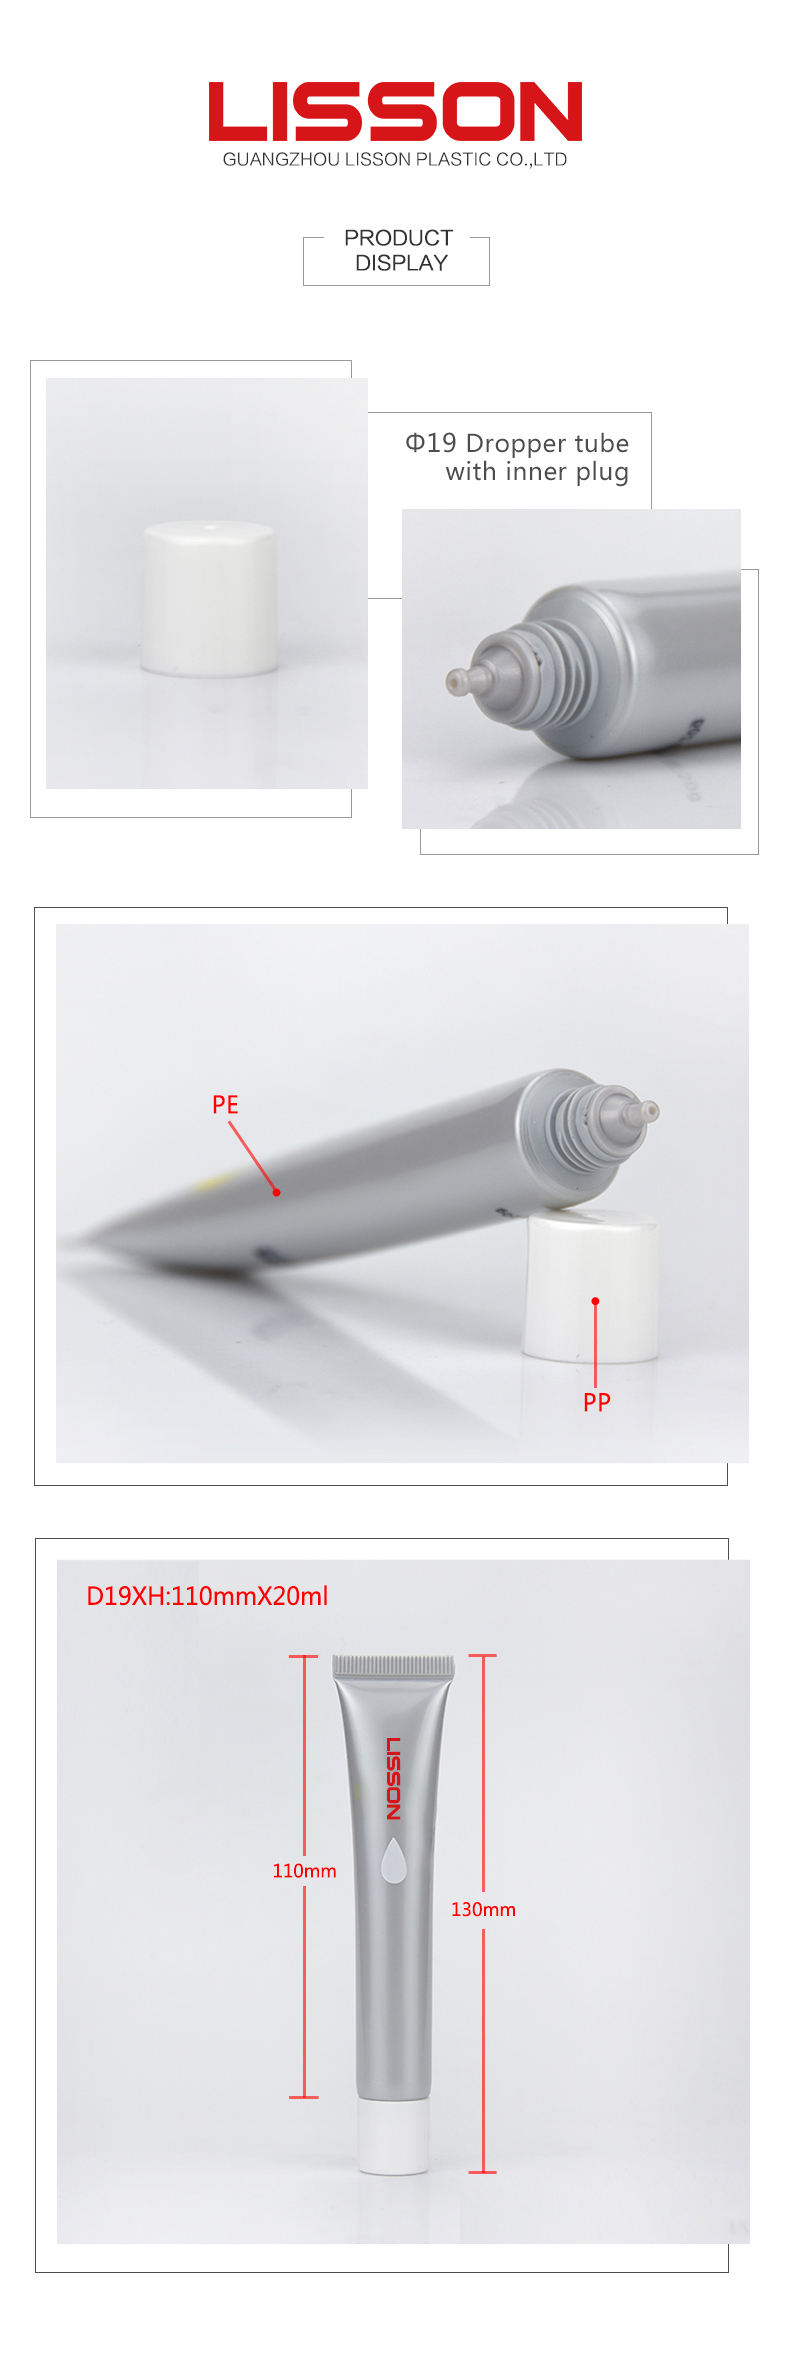 LISSON
GUANGZHOU LISSON PLASTIC CO.,LTD
PRODUCT
DISPLAY
Φ19 Dropper tube
with inner plug
PE
PP
D19XH:110mmX20ml
LISSON
110mm
130mm